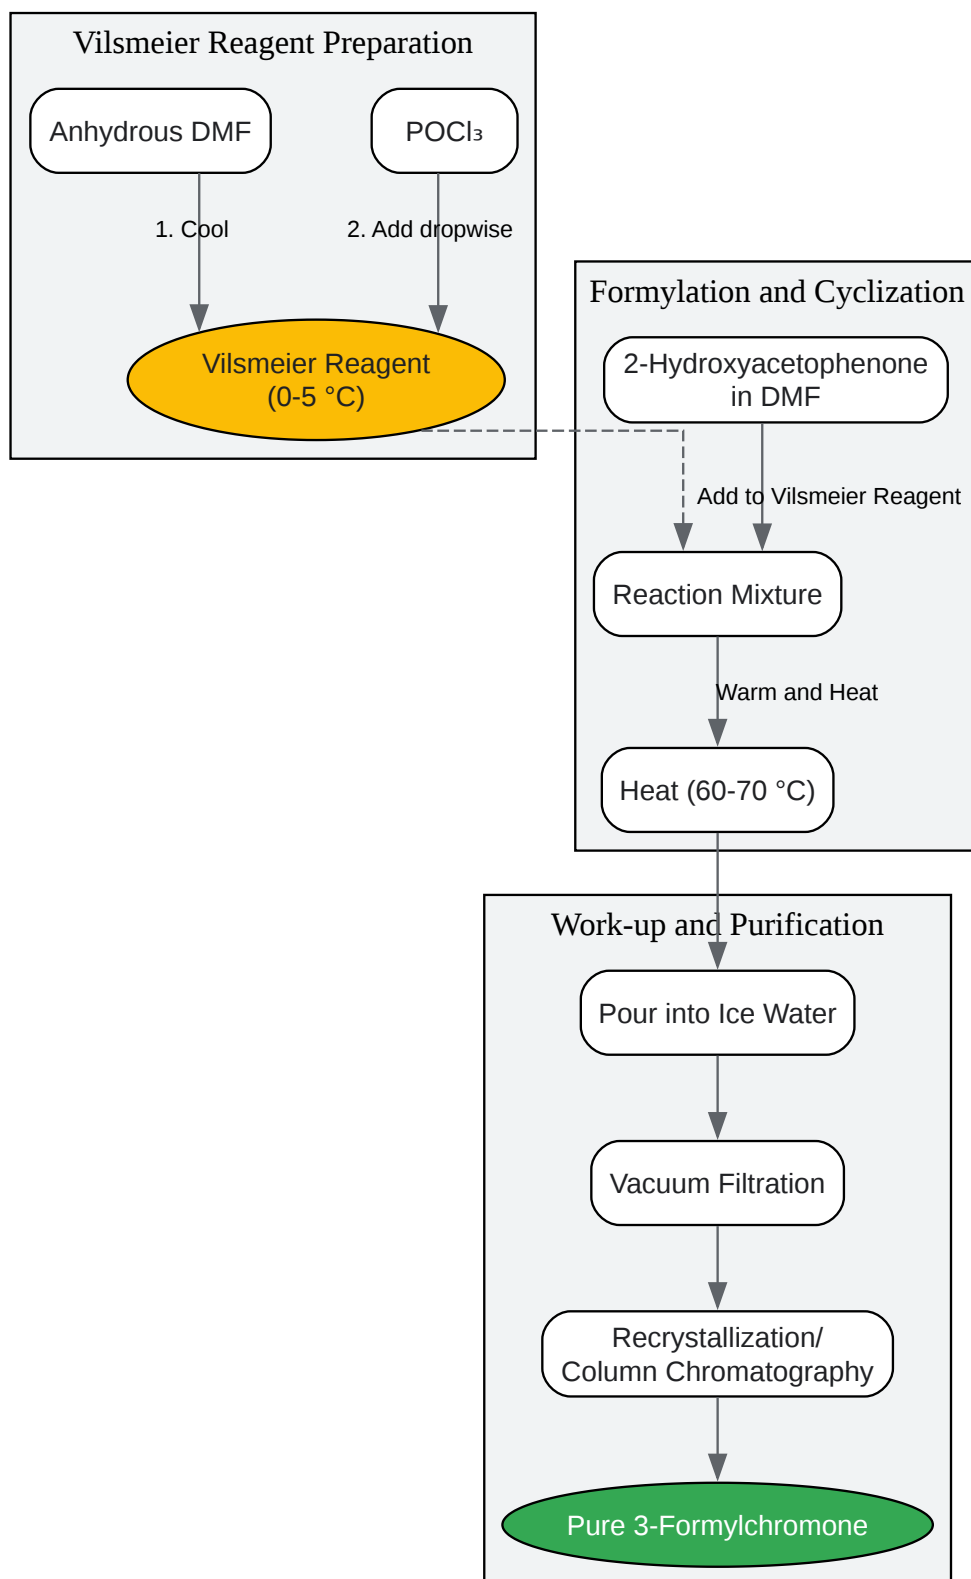 Vilsmeier Reagent Preparation
Anhydrous DMF
POCl₃
1. Cool
2. Add dropwise
Vilsmeier Reagent
(0-5 °C)
Formylation and Cyclization
2-Hydroxyacetophenone
in DMF
Add to Vilsmeier Reagent
Reaction Mixture
Warm and Heat
Heat (60-70 °C)
Work-up and Purification
Pour into Ice Water
Vacuum Filtration
Recrystallization/
Column Chromatography
Pure 3-Formylchromone